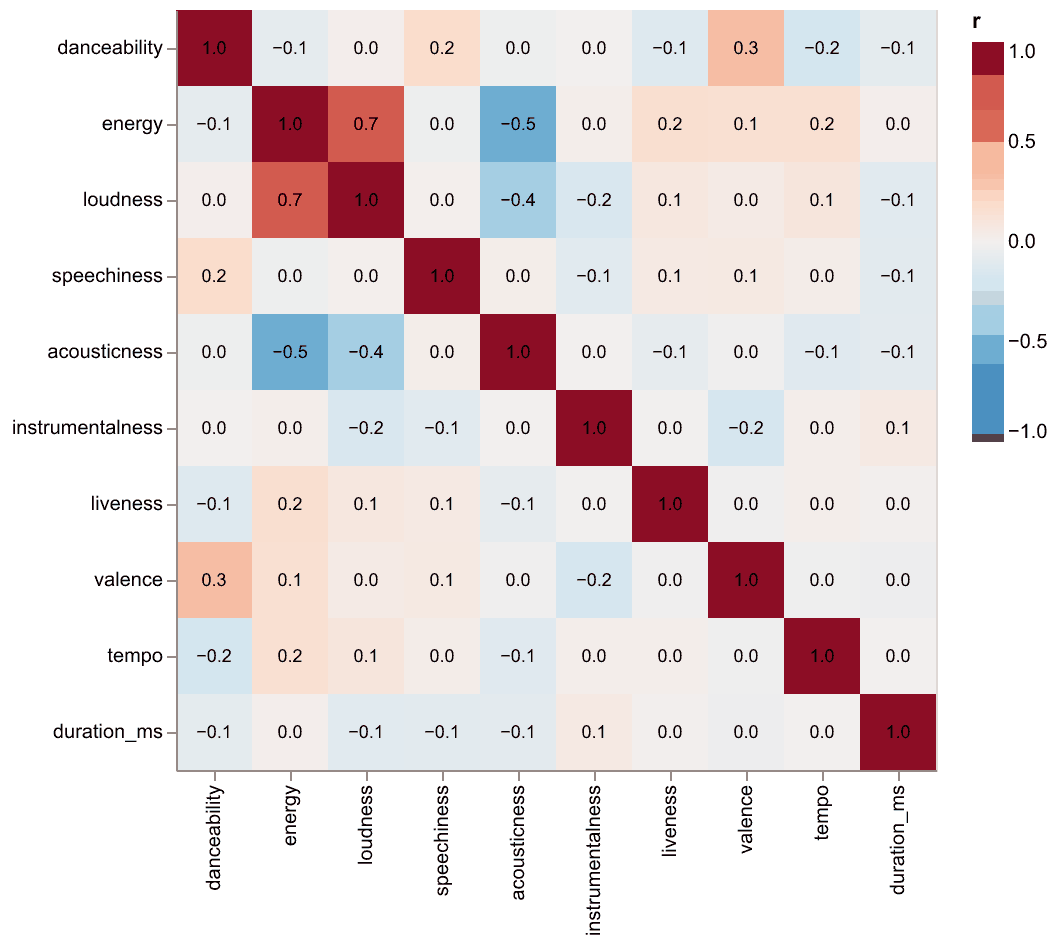 r
danceability 1.0 −0.1 0.0 0.2 0.0 0.0 −0.1 0.3 −0.2 −0.1
energy −0.1 1.0 0.7 0.0 −0.5 0.0 0.2 0.1 0.2 0.0
loudness 0.0 0.7 1.0 0.0 −0.4 −0.2 0.1 0.0 0.1 −0.1
speechiness 0.2 0.0 0.0 1.0 0.0 −0.1 0.1 0.1 0.0 −0.1
acousticness 0.0 −0.5 −0.4 0.0 1.0 0.0 −0.1 0.0 −0.1 −0.1
instrumentalness 0.0 0.0 −0.2 −0.1 0.0 1.0 0.0 −0.2 0.0 0.1
liveness −0.1 0.2 0.1 0.1 −0.1 0.0 1.0 0.0 0.0 0.0
valence 0.3 0.1 0.0 0.1 0.0 −0.2 0.0 1.0 0.0 0.0
tempo −0.2 0.2 0.1 0.0 −0.1 0.0 0.0 0.0 1.0 0.0
duration_ms −0.1 0.0 −0.1 −0.1 −0.1 0.1 0.0 0.0 0.0 1.0
danceability
energy
loudness
speechiness
acousticness
instrumentalness
liveness
valence
tempo
duration_ms
1.0
0.5
0.0
−0.5
−1.0